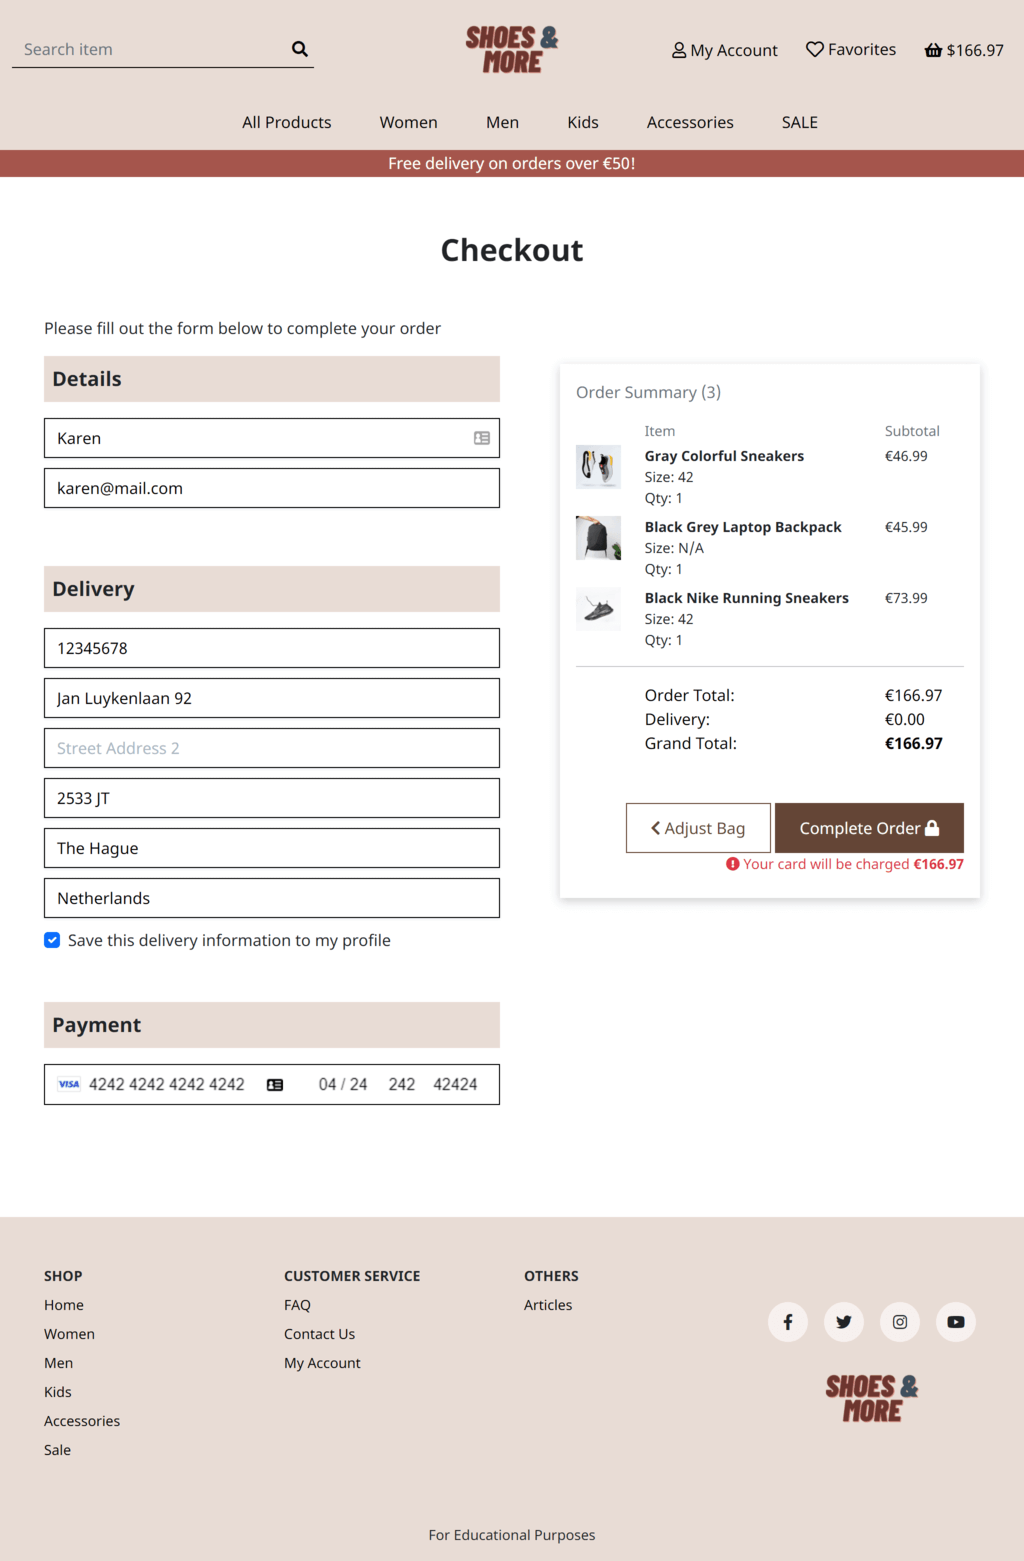 Search item
SHOES &
MORE
My Account
Favorites
$166.97
All Products
Women
Men
Kids
Accessories
SALE
Free delivery on orders over €50!
Checkout
Please fill out the form below to complete your order
Details
Karen
karen@mail.com
Delivery
12345678
Jan Luykenlaan 92
Street Address 2
2533 JT
The Hague
Netherlands
Save this delivery information to my profile
Payment
VISA 4242 4242 4242 4242 04 / 24 242 42424
Order Summary (3)
Item Subtotal
Gray Colorful Sneakers €46.99
Size: 42
Qty: 1
Black Grey Laptop Backpack €45.99
Size: N/A
Qty: 1
Black Nike Running Sneakers €73.99
Size: 42
Qty: 1
Order Total: €166.97
Delivery: €0.00
Grand Total: €166.97
Adjust Bag
Complete Order
Your card will be charged €166.97
SHOP
Home
Women
Men
Kids
Accessories
Sale
CUSTOMER SERVICE
FAQ
Contact Us
My Account
OTHERS
Articles
SHOES &
MORE
For Educational Purposes